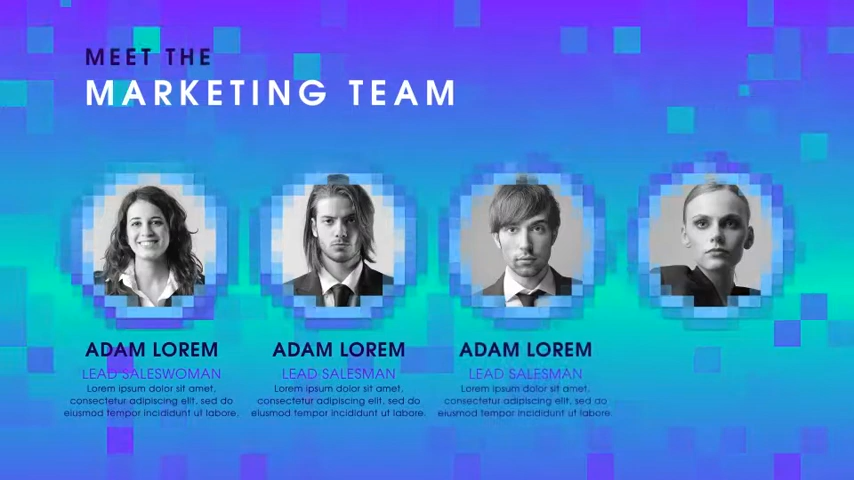 MEET THE
MARKETING TEAM
ADAM LOREM
LEAD SALESWOMAN
Lorem ipsum dolor sit amet,
consectetur adipiscing elit, sed do
eiusmod tempor incididunt ut labore.
ADAM LOREM
LEAD SALESMAN
Lorem ipsum dolor sit amet,
consectetur adipiscing elit, sed do
eiusmod tempor incididunt ut labore.
ADAM LOREM
LEAD SALESMAN
Lorem ipsum dolor sit amet,
consectetur adipiscing elit, sed do
eiusmod tempor incididunt ut labore.